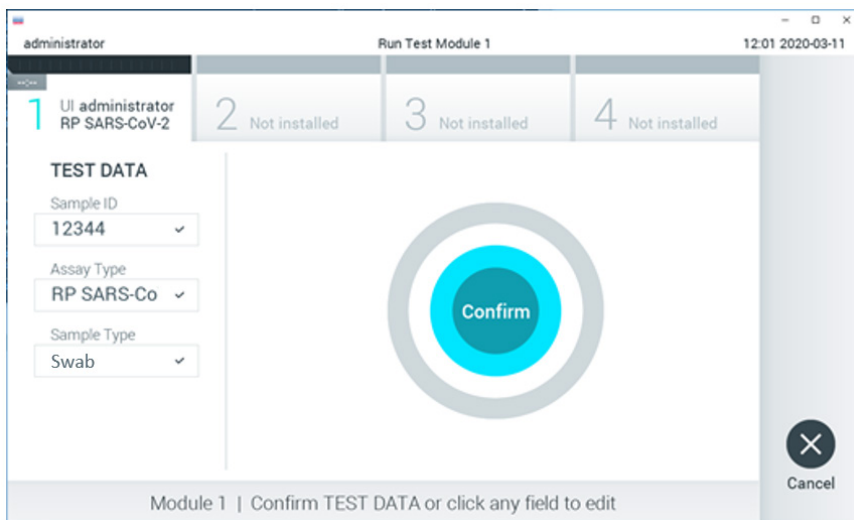 administrator Run Test Module 1 12:01 2020-03-11
--:--
1 UI administrator
RP SARS-CoV-2
2 Not installed
3 Not installed
4 Not installed
TEST DATA
Sample ID
12344
Assay Type
RP SARS-Co
Sample Type
Swab
Confirm
Cancel
Module 1 | Confirm TEST DATA or click any field to edit